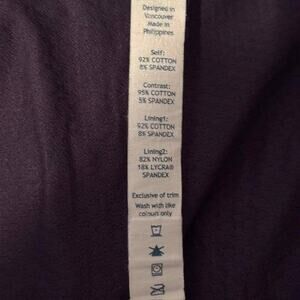 Designed in
Vancouver
Made in
Philippines
Self:
92% COTTON
8% SPANDEX
Contrast:
95% COTTON
5% SPANDEX
Lining1:
92% COTTON
8% SPANDEX
Lining2:
82% NYLON
18% LYCRA®
SPANDEX
Exclusive of trim
Wash with like
colours only